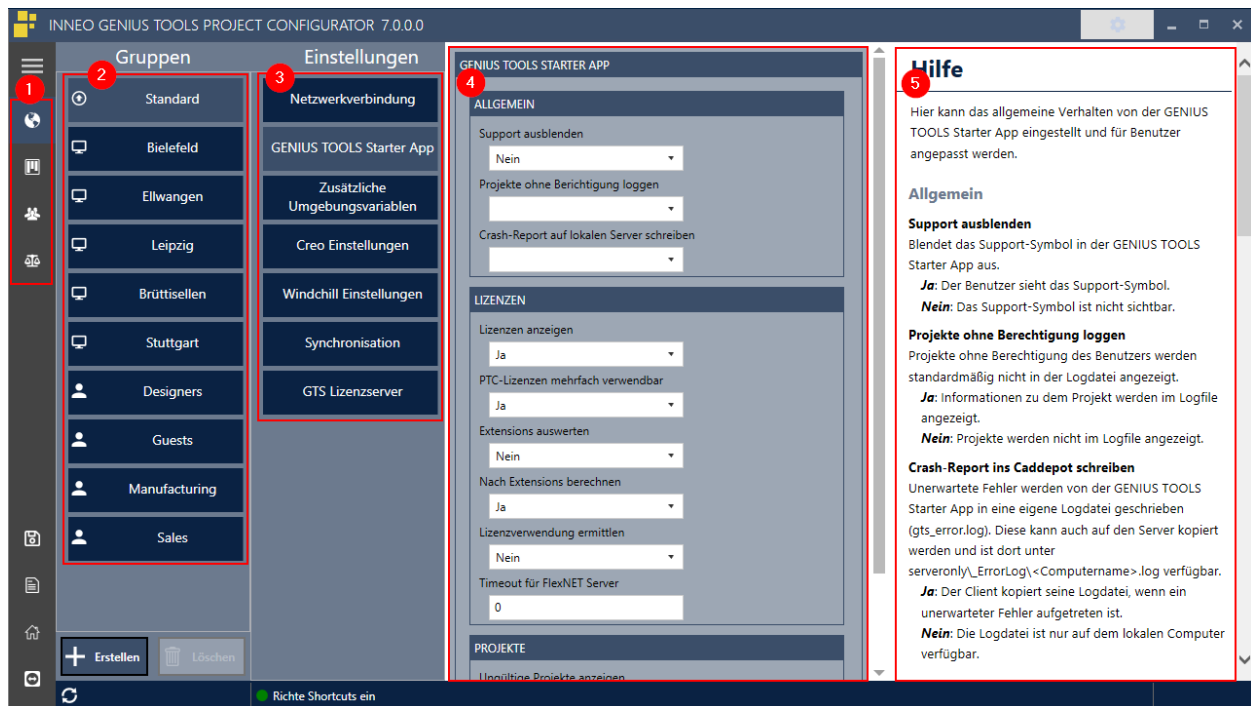 INNEO GENIUS TOOLS PROJECT CONFIGURATOR 7.0.0.0
1
Gruppen
2
Standard
Bielefeld
Ellwangen
Leipzig
Brüttisellen
Stuttgart
Designers
Guests
Manufacturing
Sales
Erstellen
Löschen
Einstellungen
3
Netzwerkverbindung
GENIUS TOOLS Starter App
Zusätzliche
Umgebungsvariablen
Creo Einstellungen
Windchill Einstellungen
Synchronisation
GTS Lizenzserver
GENIUS TOOLS STARTER APP
4
ALLGEMEIN
Support ausblenden
Nein
Projekte ohne Berichtigung loggen
Crash-Report auf lokalen Server schreiben
LIZENZEN
Lizenzen anzeigen
Ja
PTC-Lizenzen mehrfach verwendbar
Ja
Extensions auswerten
Nein
Nach Extensions berechnen
Ja
Lizenzverwendung ermittlen
Nein
Timeout für FlexNET Server
0
PROJEKTE
Ungültige Projekte anzeigen
Hilfe
5
Hier kann das allgemeine Verhalten von der GENIUS
TOOLS Starter App eingestellt und für Benutzer
angepasst werden.
Allgemein
Support ausblenden
Blendet das Support-Symbol in der GENIUS TOOLS
Starter App aus.
Ja: Der Benutzer sieht das Support-Symbol.
Nein: Das Support-Symbol ist nicht sichtbar.
Projekte ohne Berechtigung loggen
Projekte ohne Berechtigung des Benutzers werden
standardmäßig nicht in der Logdatei angezeigt.
Ja: Informationen zu dem Projekt werden im Logfile
angezeigt.
Nein: Projekte werden nicht im Logfile angezeigt.
Crash-Report ins Caddepot schreiben
Unerwartete Fehler werden von der GENIUS TOOLS
Starter App in eine eigene Logdatei geschrieben
(gts_error.log). Diese kann auch auf den Server kopiert
werden und ist dort unter
serveronly\_ErrorLog\<Computername>.log verfügbar.
Ja: Der Client kopiert seine Logdatei, wenn ein
unerwarteter Fehler aufgetreten ist.
Nein: Die Logdatei ist nur auf dem lokalen Computer
verfügbar.
Richte Shortcuts ein